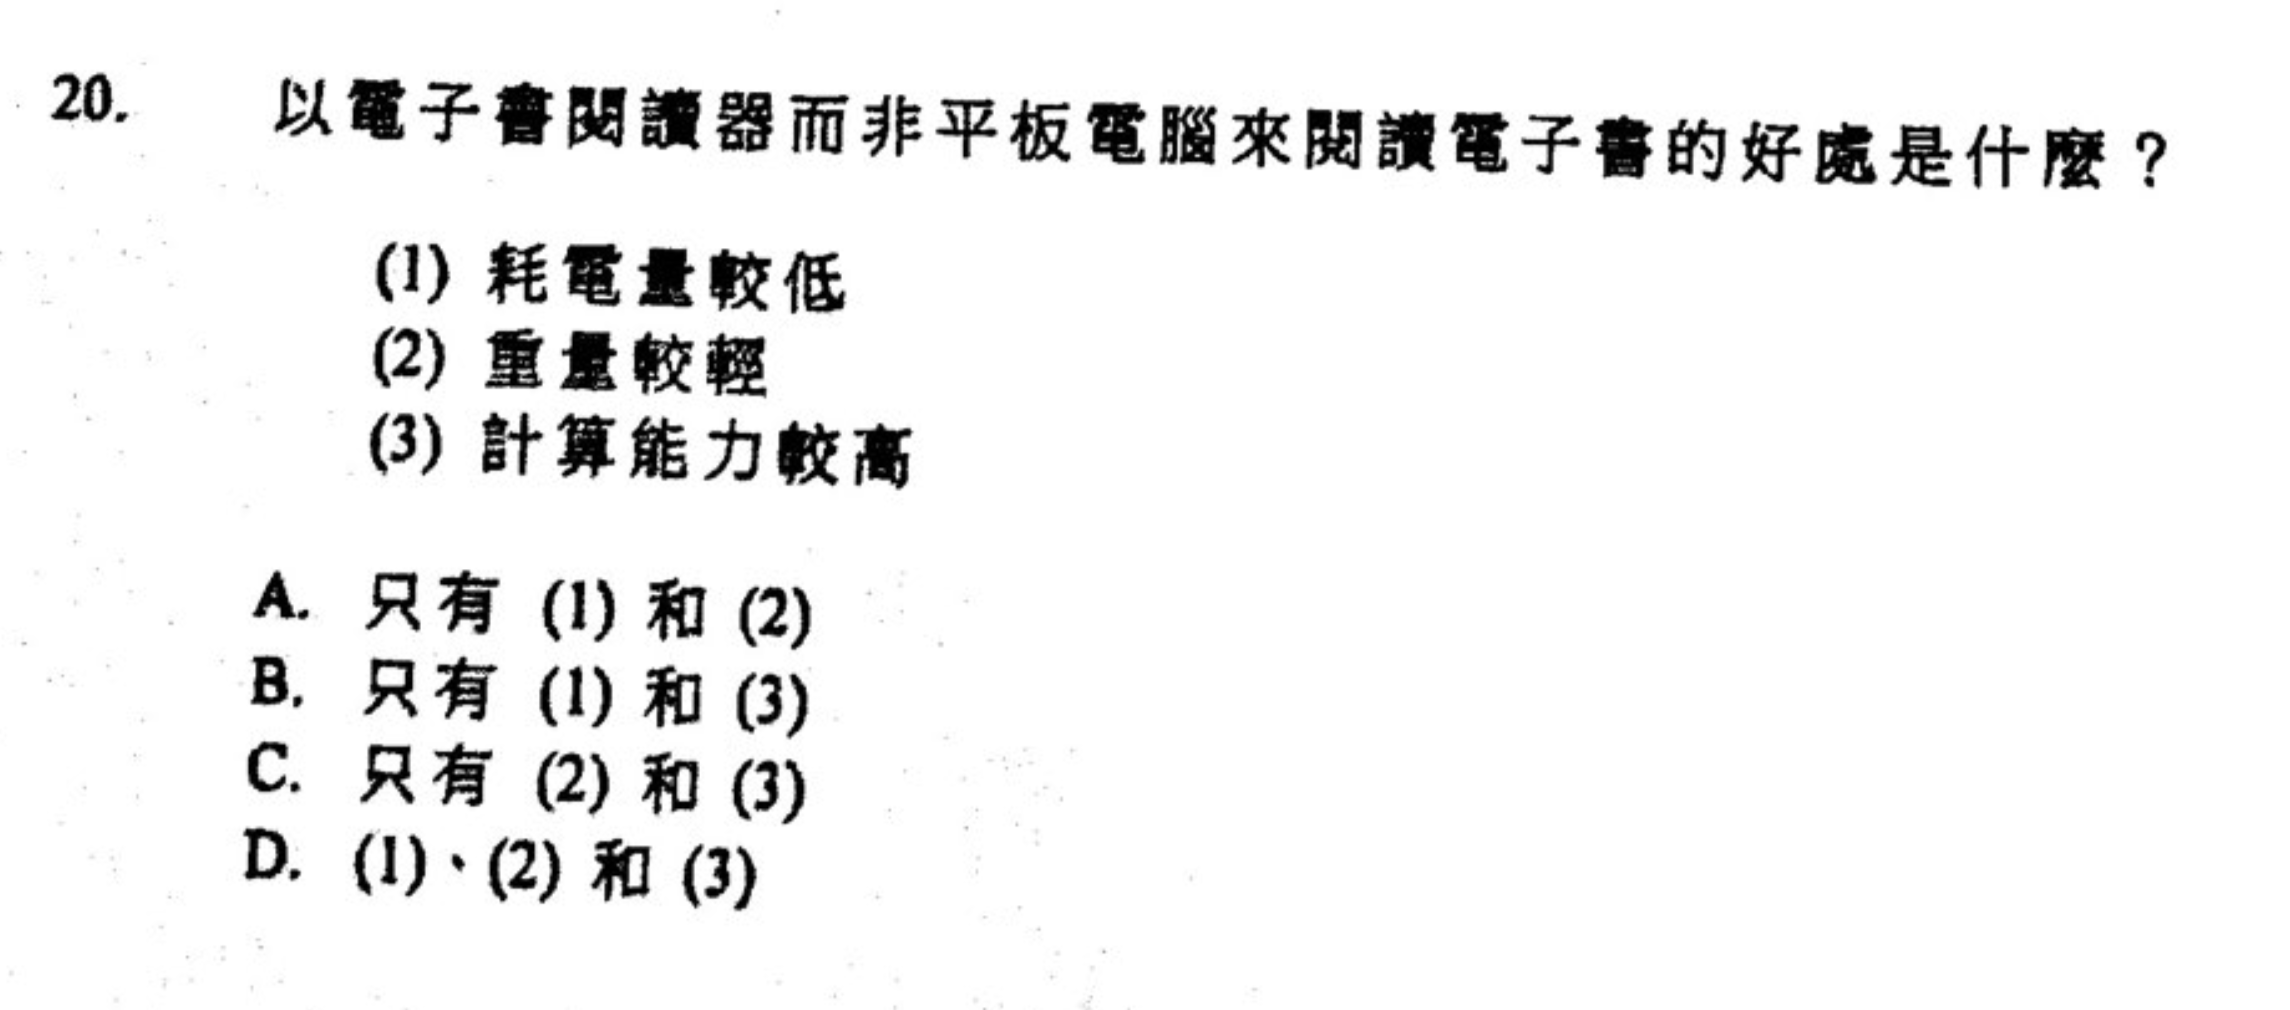 20. 以電子書閱讀器而非平板電腦來閱讀電子書的好處是什麼？
(1) 耗電量較低
(2) 重量較輕
(3) 計算能力較高
A. 只有 (1) 和 (2)
B. 只有 (1) 和 (3)
C. 只有 (2) 和 (3)
D. (1)、(2) 和 (3)